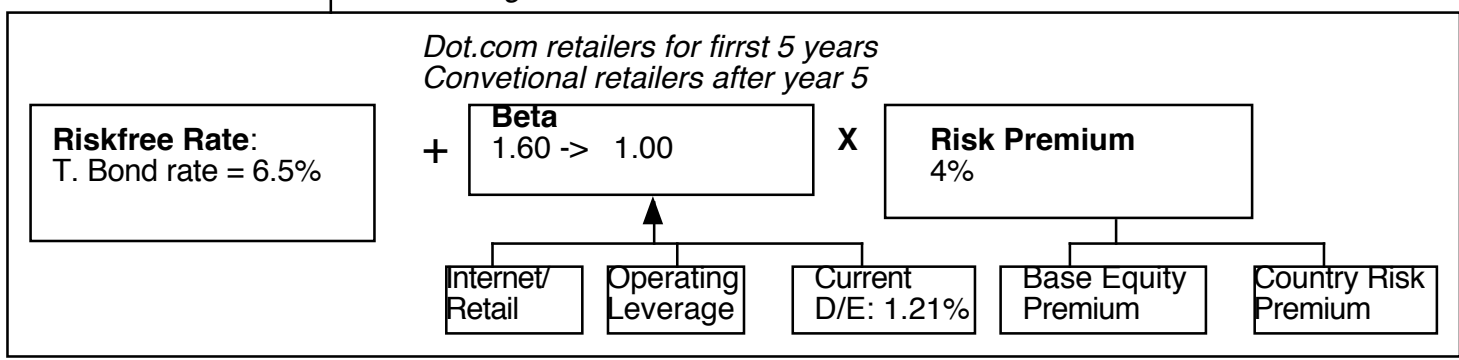 Dot.com retailers for firrst 5 years
Convetional retailers after year 5
Riskfree Rate:
T. Bond rate = 6.5%
+
Beta
1.60 -> 1.00
X
Risk Premium
4%
Internet/
Retail
Operating
Leverage
Current
D/E: 1.21%
Base Equity
Premium
Country Risk
Premium